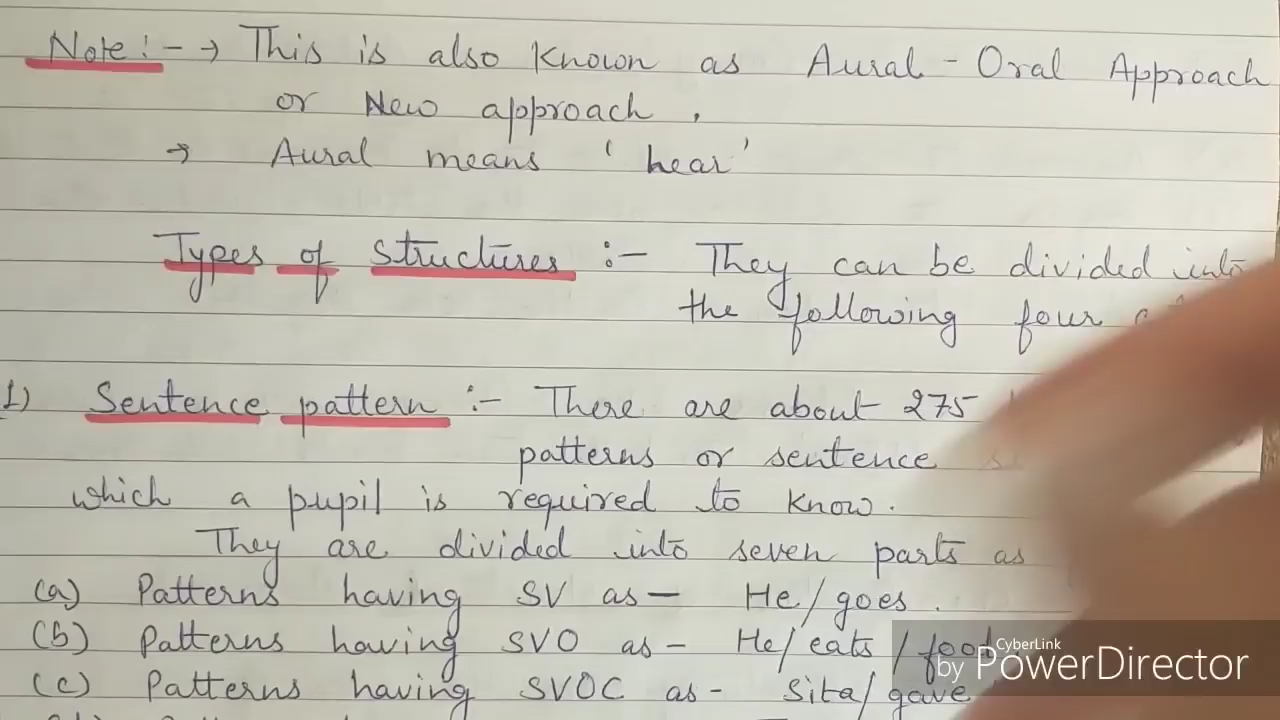 Note :- → This is also known as Aural - Oral Approach
or New approach .
→ Aural means ' hear '
Types of structures :- They can be divided into
the following four
1) Sentence pattern :- There are about 275
patterns or sentence
which a pupil is required to know .
They are divided into seven parts as
(a) Patterns having SV as — He/goes .
(b) Patterns having SVO as - He/eats/food .
(c) Patterns having SVOC as - Sita/gave
CyberLink
by PowerDirector